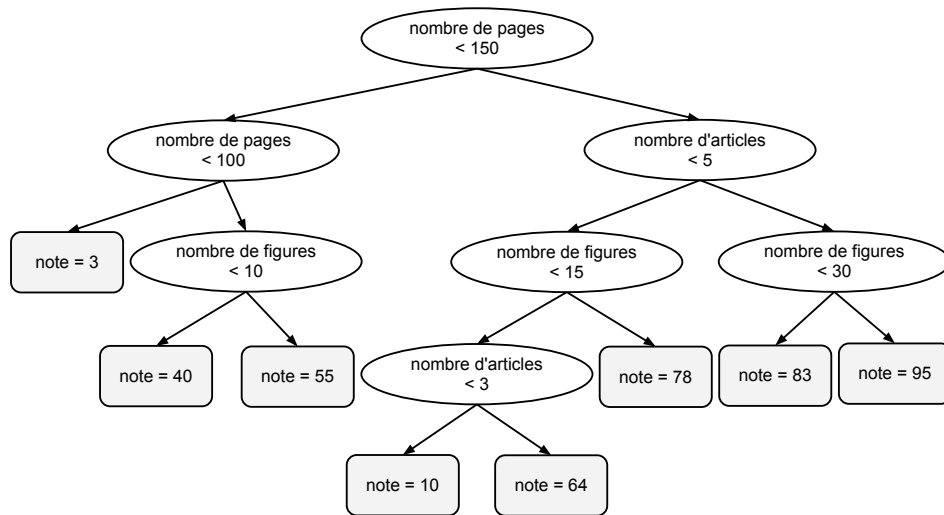 nombre de pages
< 150
nombre de pages
< 100
nombre d'articles
< 5
note = 3
nombre de figures
< 10
nombre de figures
< 15
nombre de figures
< 30
note = 40
note = 55
nombre d'articles
< 3
note = 78
note = 83
note = 95
note = 10
note = 64